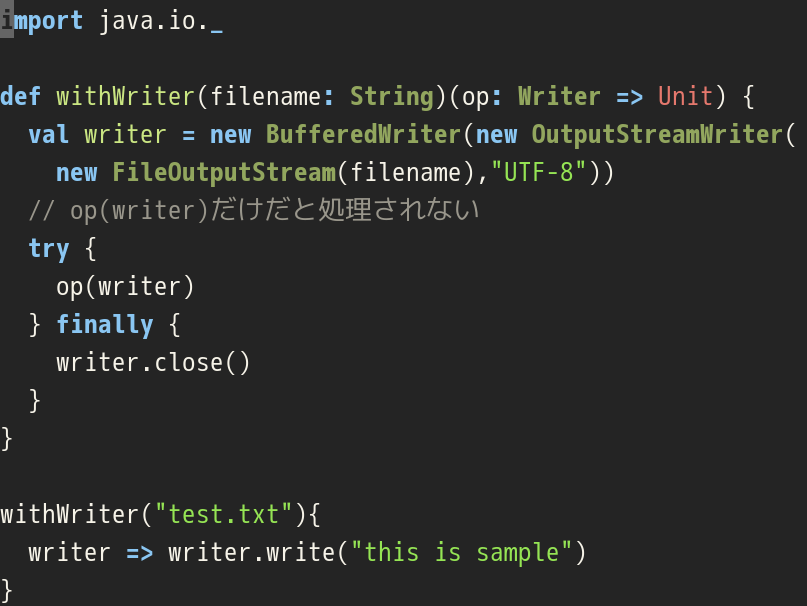 import java.io._
def withWriter(filename: String)(op: Writer => Unit) {
val writer = new BufferedWriter(new OutputStreamWriter(
new FileOutputStream(filename),"UTF-8"))
// op(writer)だけだと処理されない
try {
op(writer)
} finally {
writer.close()
}
}
withWriter("test.txt"){
writer => writer.write("this is sample")
}